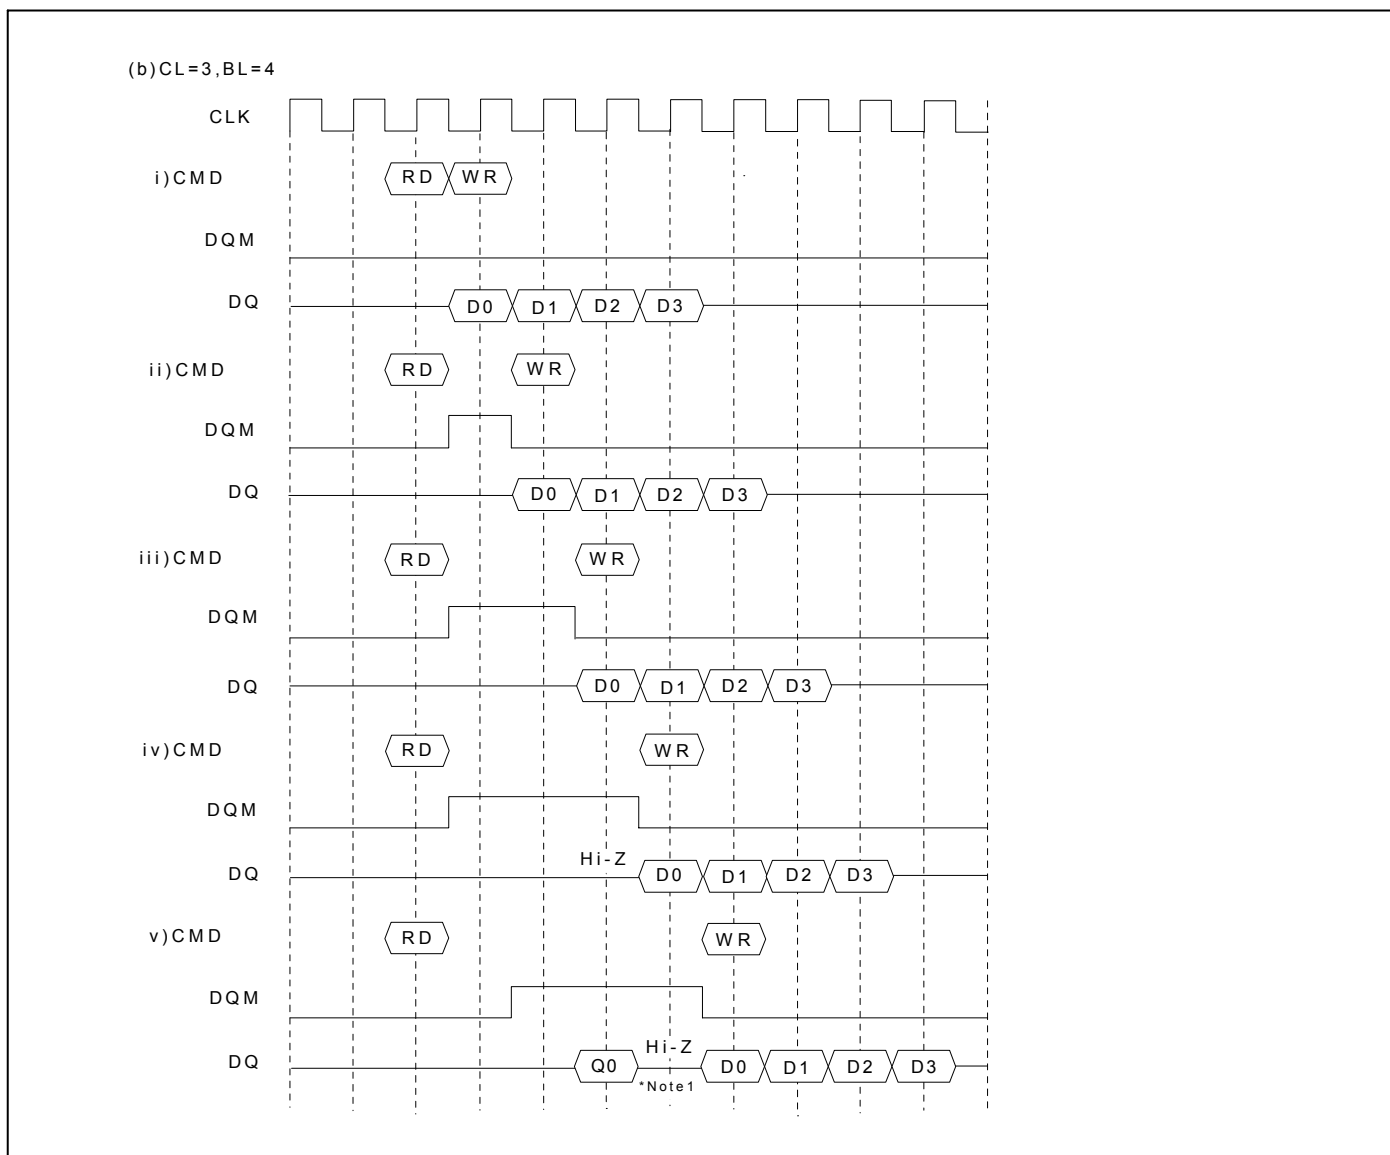 (b)CL=3,BL=4
CLK
i)CMD RD WR
DQM
DQ D0 D1 D2 D3
ii)CMD RD WR
DQM
DQ D0 D1 D2 D3
iii)CMD RD WR
DQM
DQ D0 D1 D2 D3
iv)CMD RD WR
DQM
Hi-Z
DQ D0 D1 D2 D3
v)CMD RD WR
DQM
Hi-Z
DQ Q0 D0 D1 D2 D3
*Note1